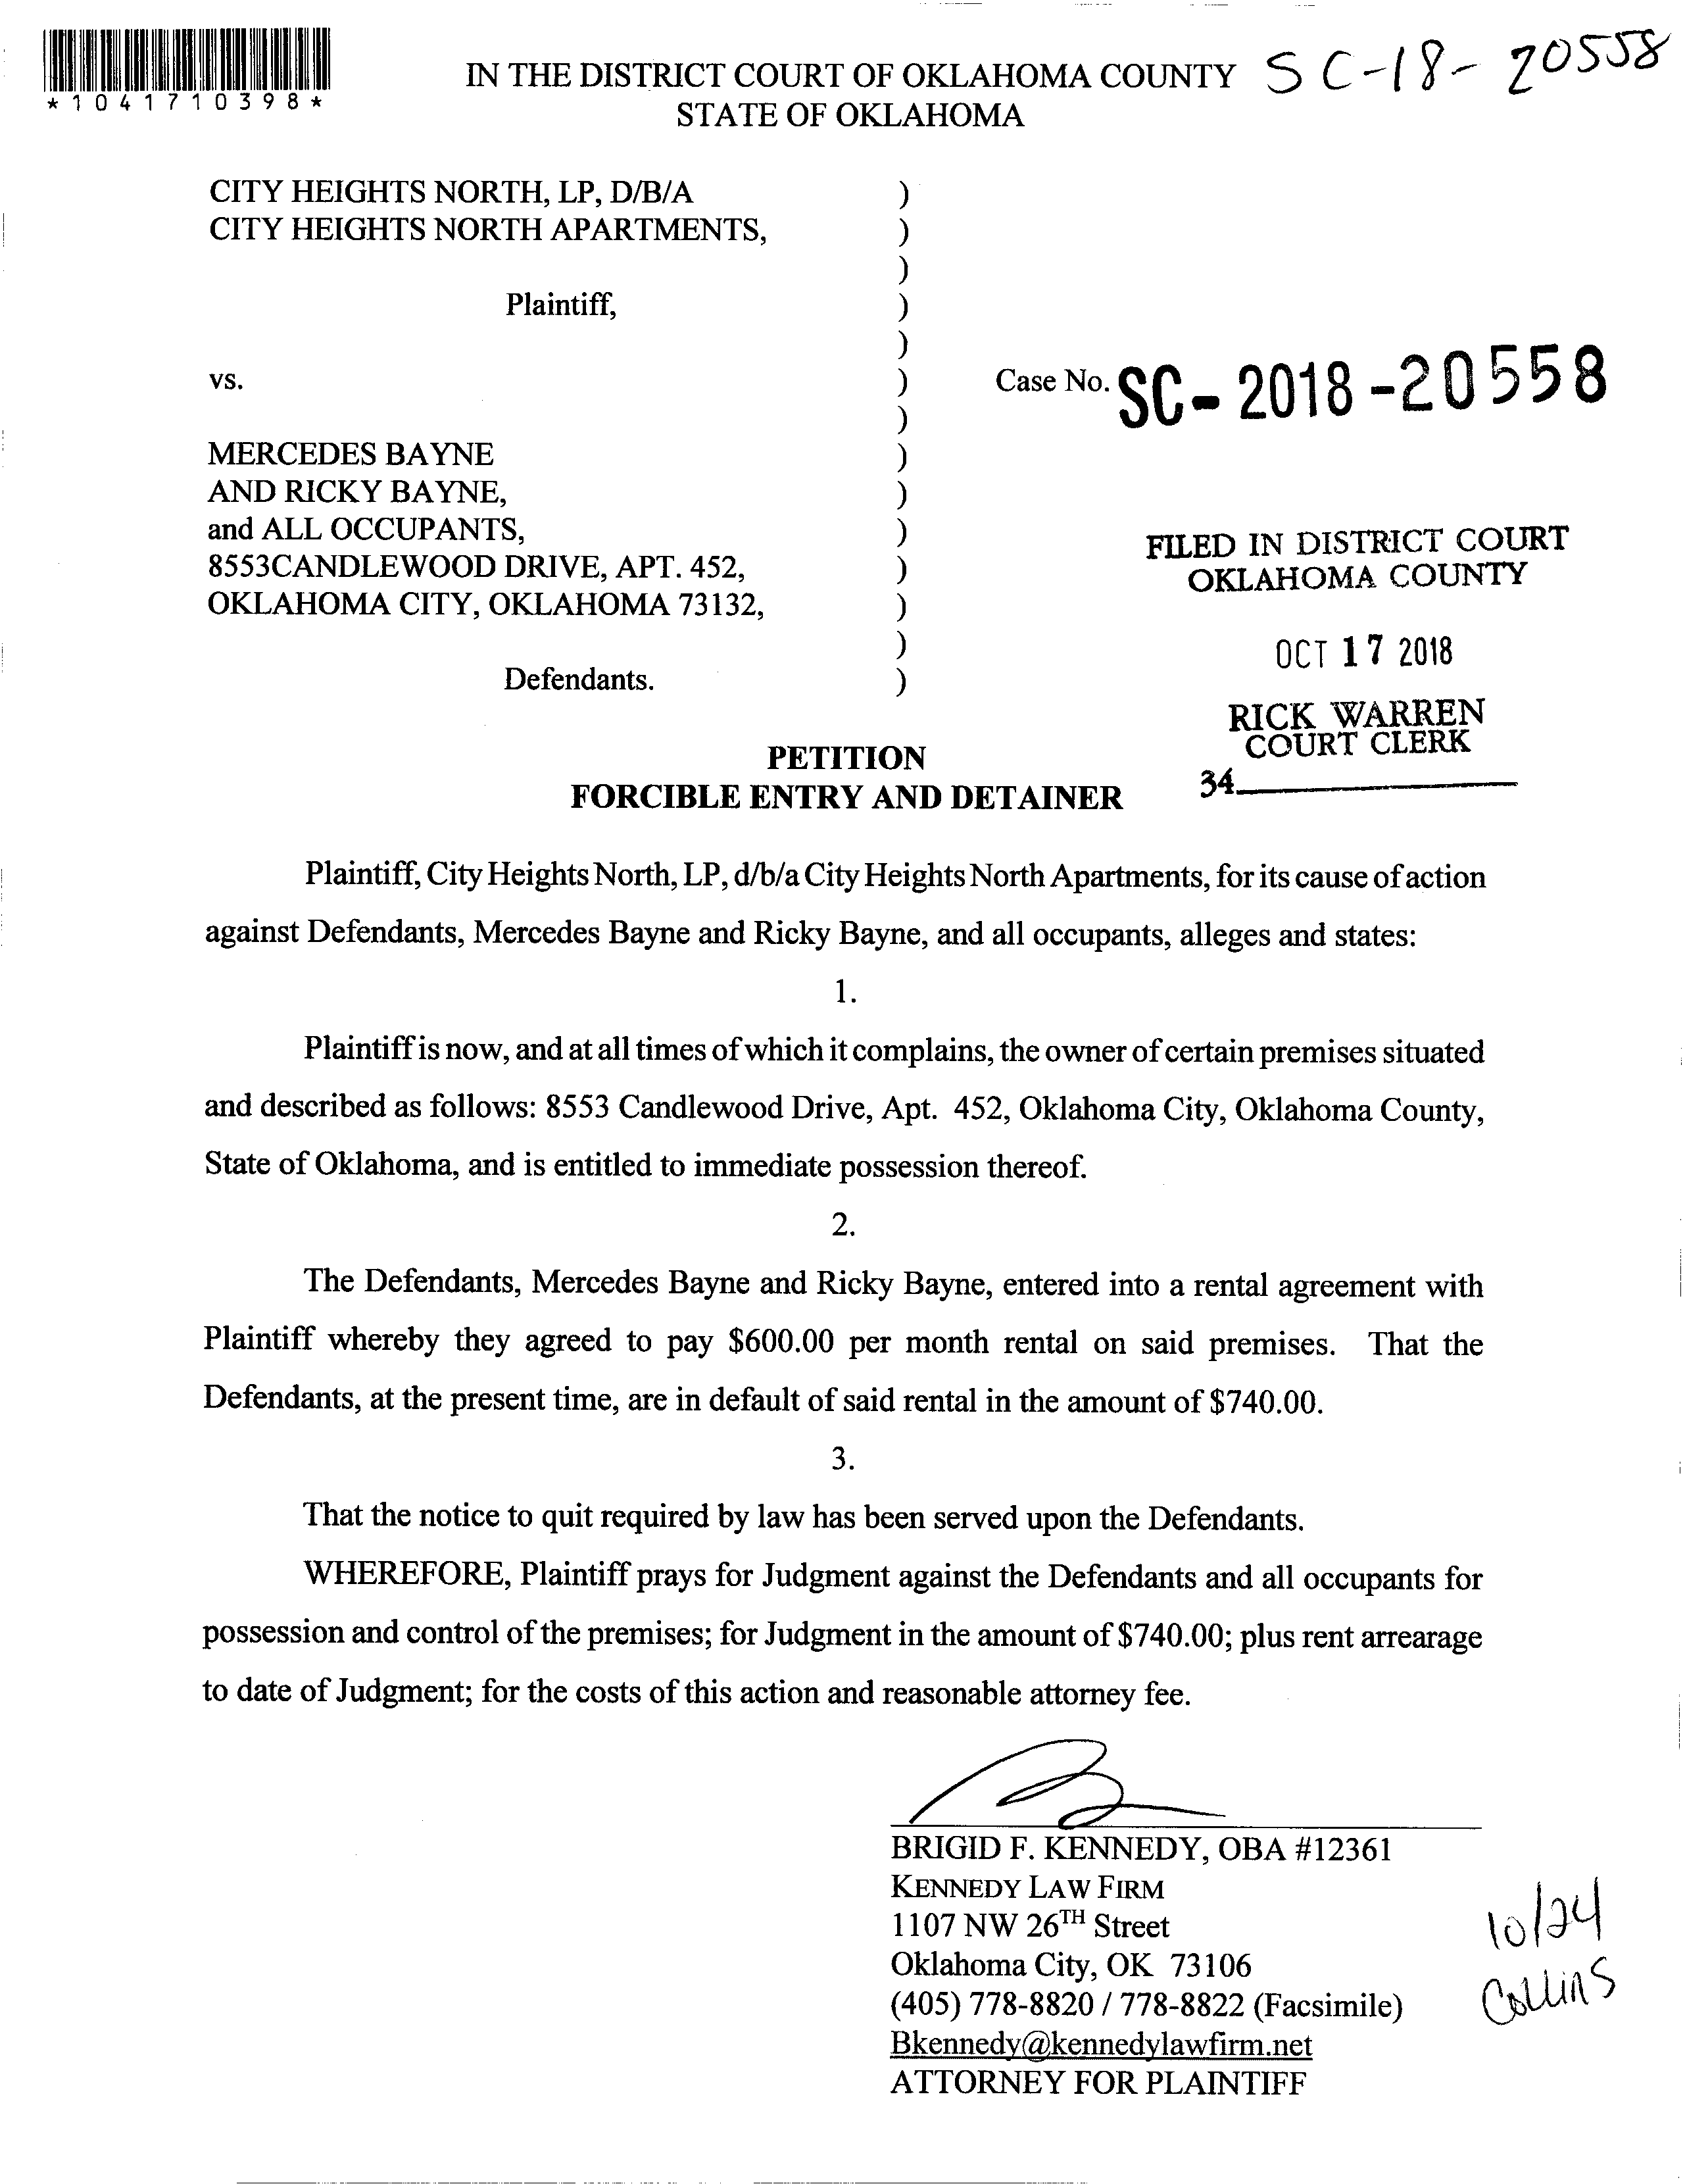 *1041710398*
IN THE DISTRICT COURT OF OKLAHOMA COUNTY
STATE OF OKLAHOMA
SC-18-20558
CITY HEIGHTS NORTH, LP, D/B/A )
CITY HEIGHTS NORTH APARTMENTS, )
)
Plaintiff, )
)
vs. ) Case No. SC-2018-20558
)
MERCEDES BAYNE )
AND RICKY BAYNE, )
and ALL OCCUPANTS, )
8553CANDLEWOOD DRIVE, APT. 452, )
OKLAHOMA CITY, OKLAHOMA 73132, )
)
Defendants. )
FILED IN DISTRICT COURT
OKLAHOMA COUNTY
OCT 17 2018
RICK WARREN
COURT CLERK
34
PETITION
FORCIBLE ENTRY AND DETAINER
Plaintiff, City Heights North, LP, d/b/a City Heights North Apartments, for its cause of action
against Defendants, Mercedes Bayne and Ricky Bayne, and all occupants, alleges and states:
1.
Plaintiff is now, and at all times of which it complains, the owner of certain premises situated
and described as follows: 8553 Candlewood Drive, Apt. 452, Oklahoma City, Oklahoma County,
State of Oklahoma, and is entitled to immediate possession thereof.
2.
The Defendants, Mercedes Bayne and Ricky Bayne, entered into a rental agreement with
Plaintiff whereby they agreed to pay $600.00 per month rental on said premises. That the
Defendants, at the present time, are in default of said rental in the amount of $740.00.
3.
That the notice to quit required by law has been served upon the Defendants.
WHEREFORE, Plaintiff prays for Judgment against the Defendants and all occupants for
possession and control of the premises; for Judgment in the amount of $740.00; plus rent arrearage
to date of Judgment; for the costs of this action and reasonable attorney fee.
BRIGID F. KENNEDY, OBA #12361
KENNEDY LAW FIRM
1107 NW 26TH Street
Oklahoma City, OK 73106
(405) 778-8820 / 778-8822 (Facsimile)
Bkennedy@kennedylawfirm.net
ATTORNEY FOR PLAINTIFF
10/24
Collins